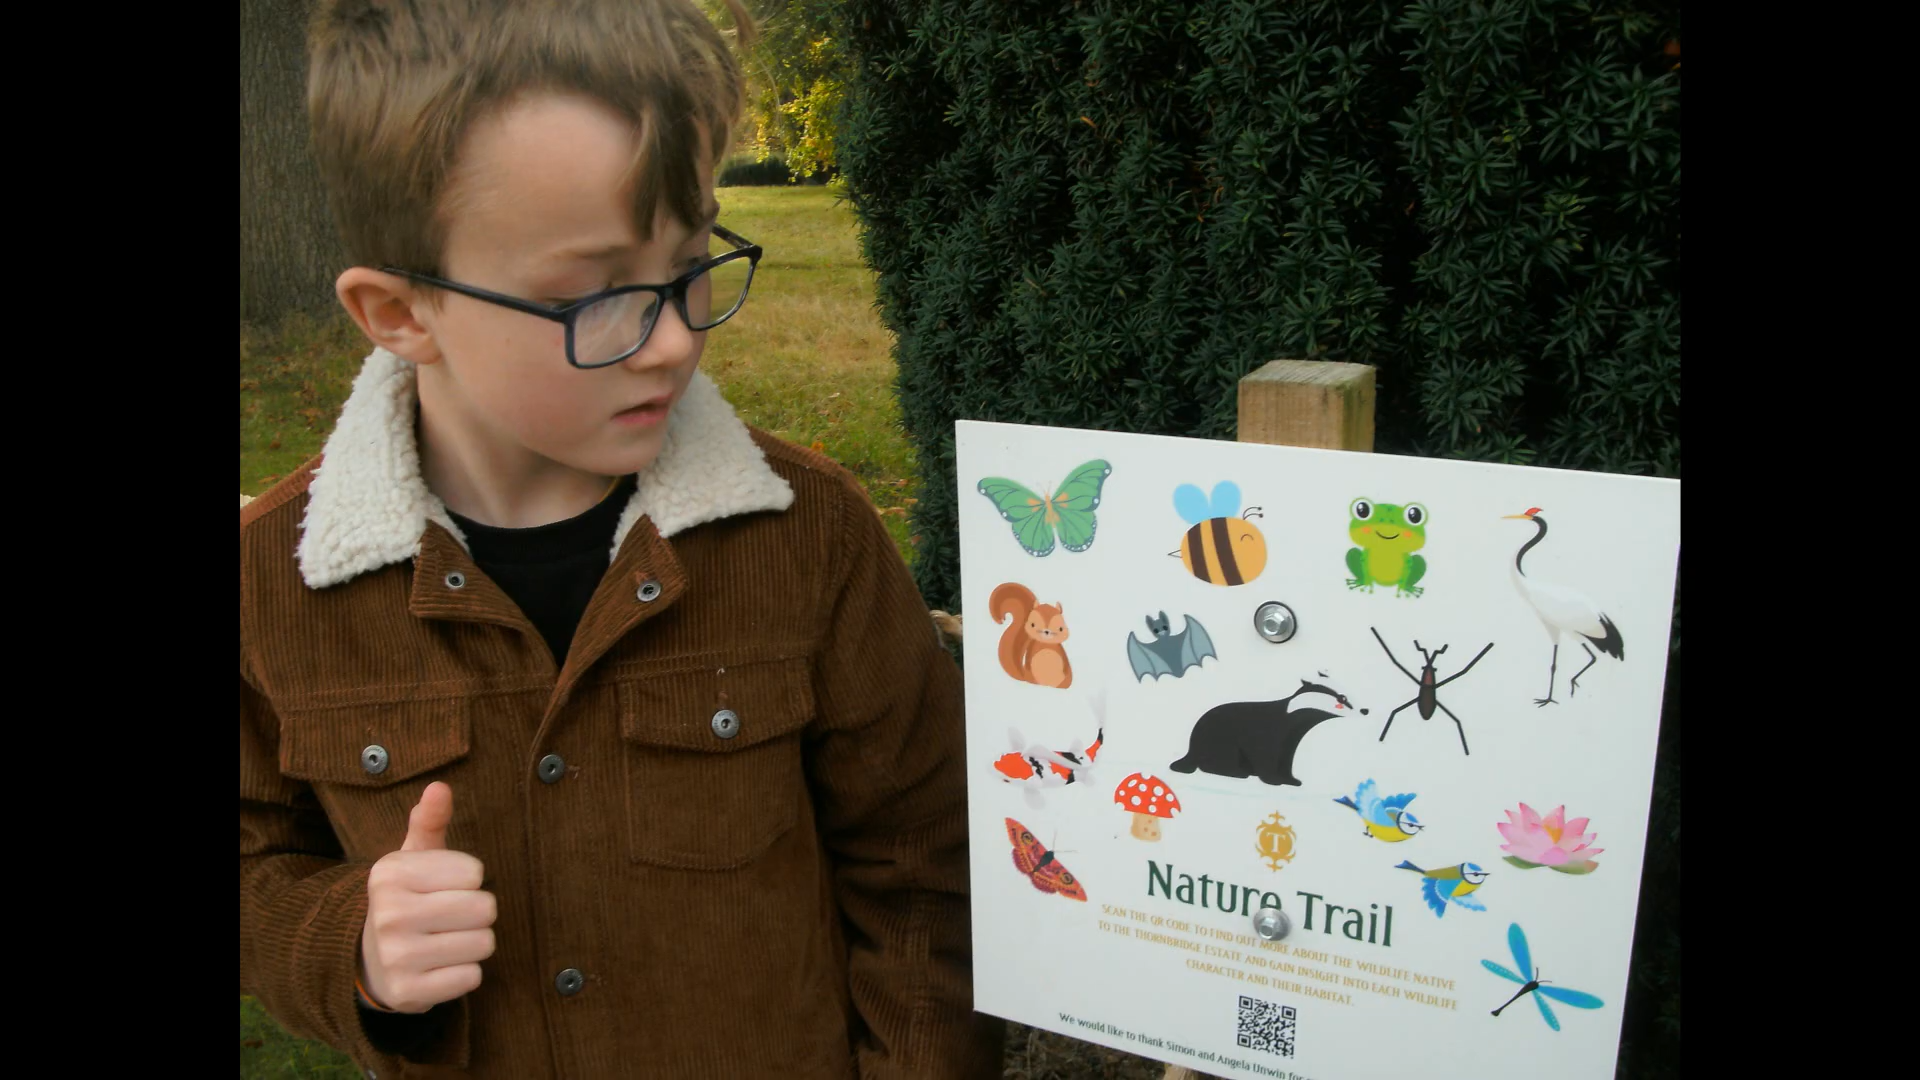 T
Nature Trail
SCAN THE QR CODE TO FIND OUT MORE ABOUT THE WILDLIFE NATIVE
TO THE THORNBRIDGE ESTATE AND GAIN INSIGHT INTO EACH WILDLIFE
CHARACTER AND THEIR HABITAT.
We would like to thank Simon and Angela Unwin for